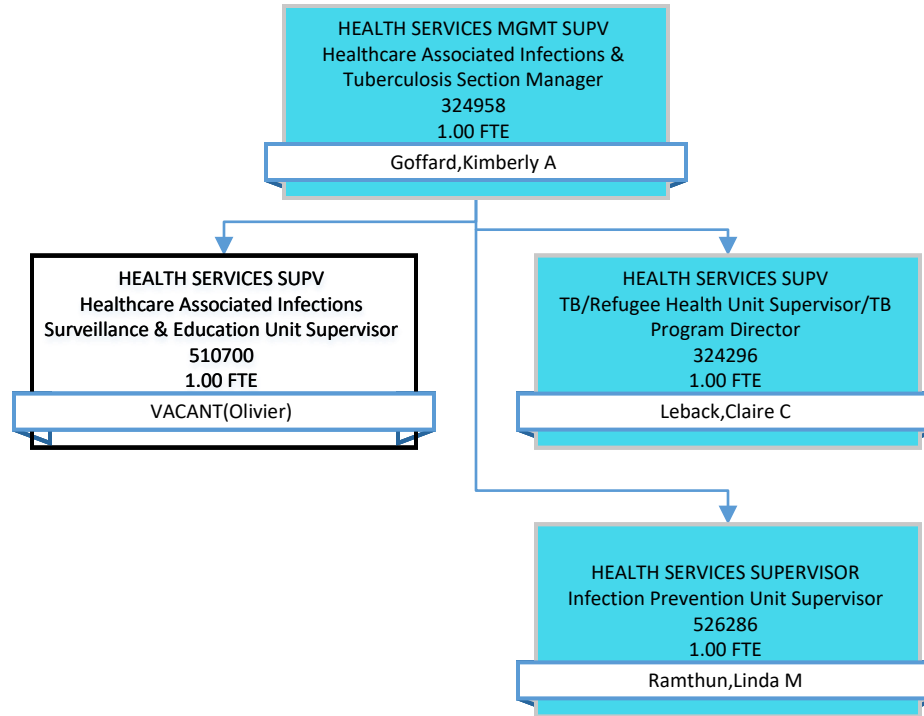 HEALTH SERVICES MGMT SUPV
Healthcare Associated Infections &
Tuberculosis Section Manager
324958
1.00 FTE
Goffard,Kimberly A
HEALTH SERVICES SUPV
Healthcare Associated Infections
Surveillance & Education Unit Supervisor
510700
1.00 FTE
VACANT(Olivier)
HEALTH SERVICES SUPV
TB/Refugee Health Unit Supervisor/TB
Program Director
324296
1.00 FTE
Leback,Claire C
HEALTH SERVICES SUPERVISOR
Infection Prevention Unit Supervisor
526286
1.00 FTE
Ramthun,Linda M